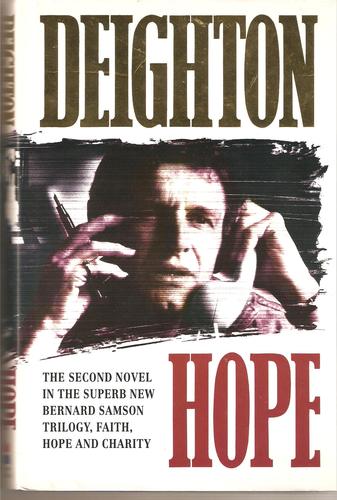 DEIGHTON
THE SECOND NOVEL
IN THE SUPERB NEW
BERNARD SAMSON
TRILOGY, FAITH,
HOPE AND CHARITY
HOPE